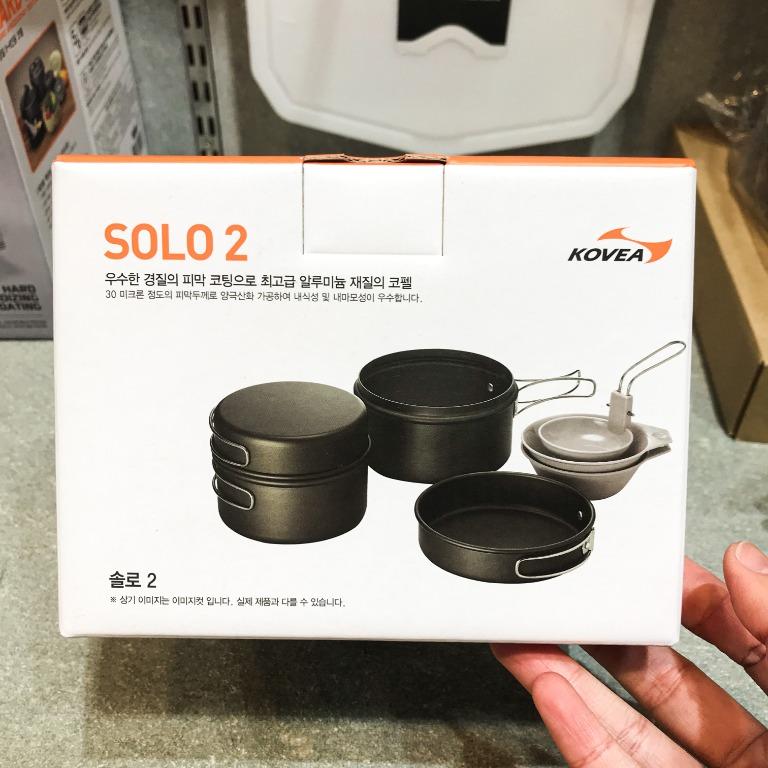 SOLO 2
KOVEA
우수한 경질의 피막 코팅으로 최고급 알루미늄 재질의 코펠
30 미크론 정도의 피막두께로 양극산화 가공하여 내식성 및 내마모성이 우수합니다.
솔로 2
※ 상기 이미지는 이미지컷 입니다. 실제 제품과 다를 수 있습니다.
HARD